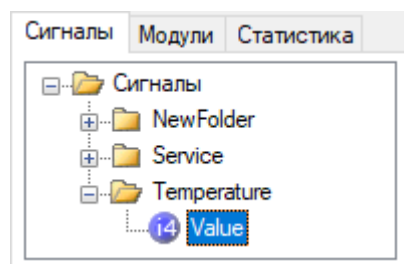 Сигналы Модули Статистика
Сигналы
NewFolder
Service
Temperature
i4 Value